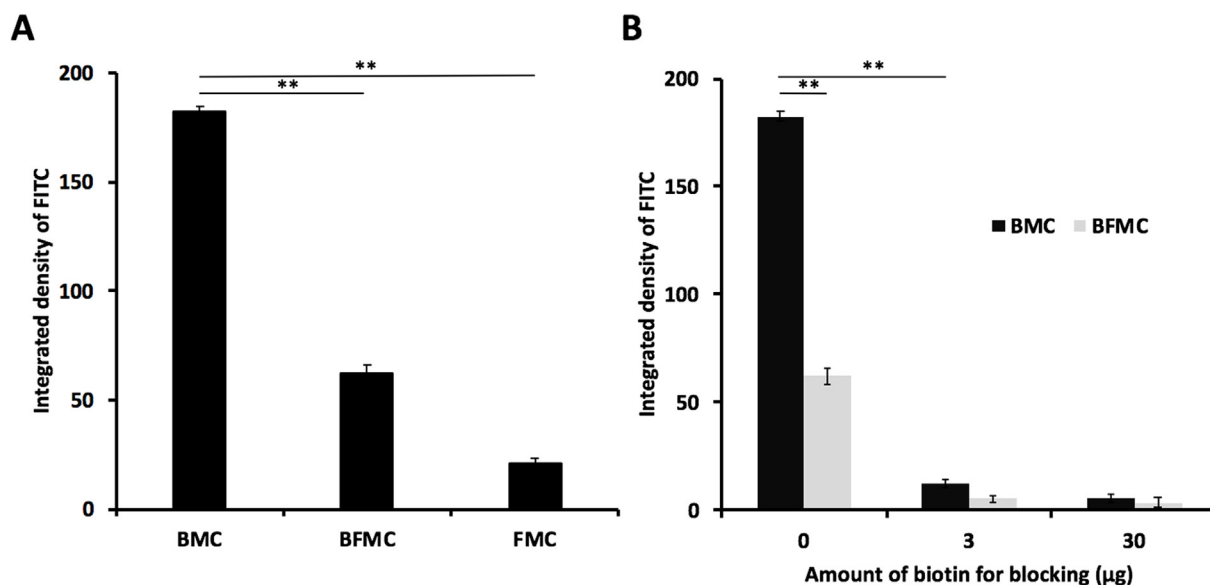 A
Integrated density of FITC
200
150
100
50
0
**
**
BMC BFMC FMC
B
Integrated density of FITC
200
150
100
50
0
**
**
BMC BFMC
0 3 30
Amount of biotin for blocking (μg)